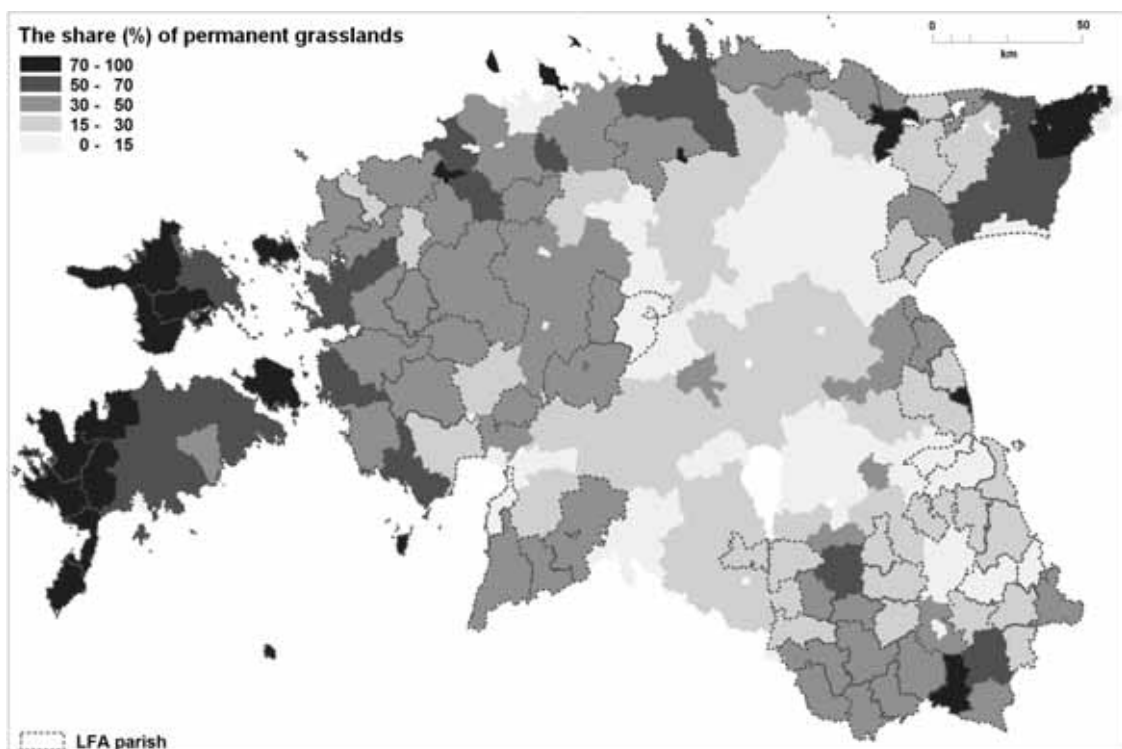 The share (%) of permanent grasslands
70 - 100
50 - 70
30 - 50
15 - 30
0 - 15
0 50
km
LFA parish